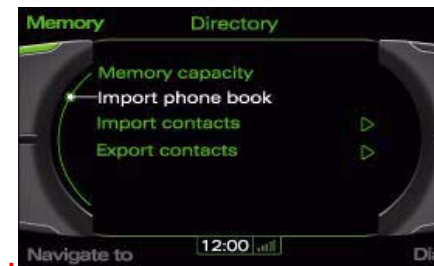 Memory Directory
Memory capacity
Import phone book
Import contacts
Export contacts
12:00
Navigate to